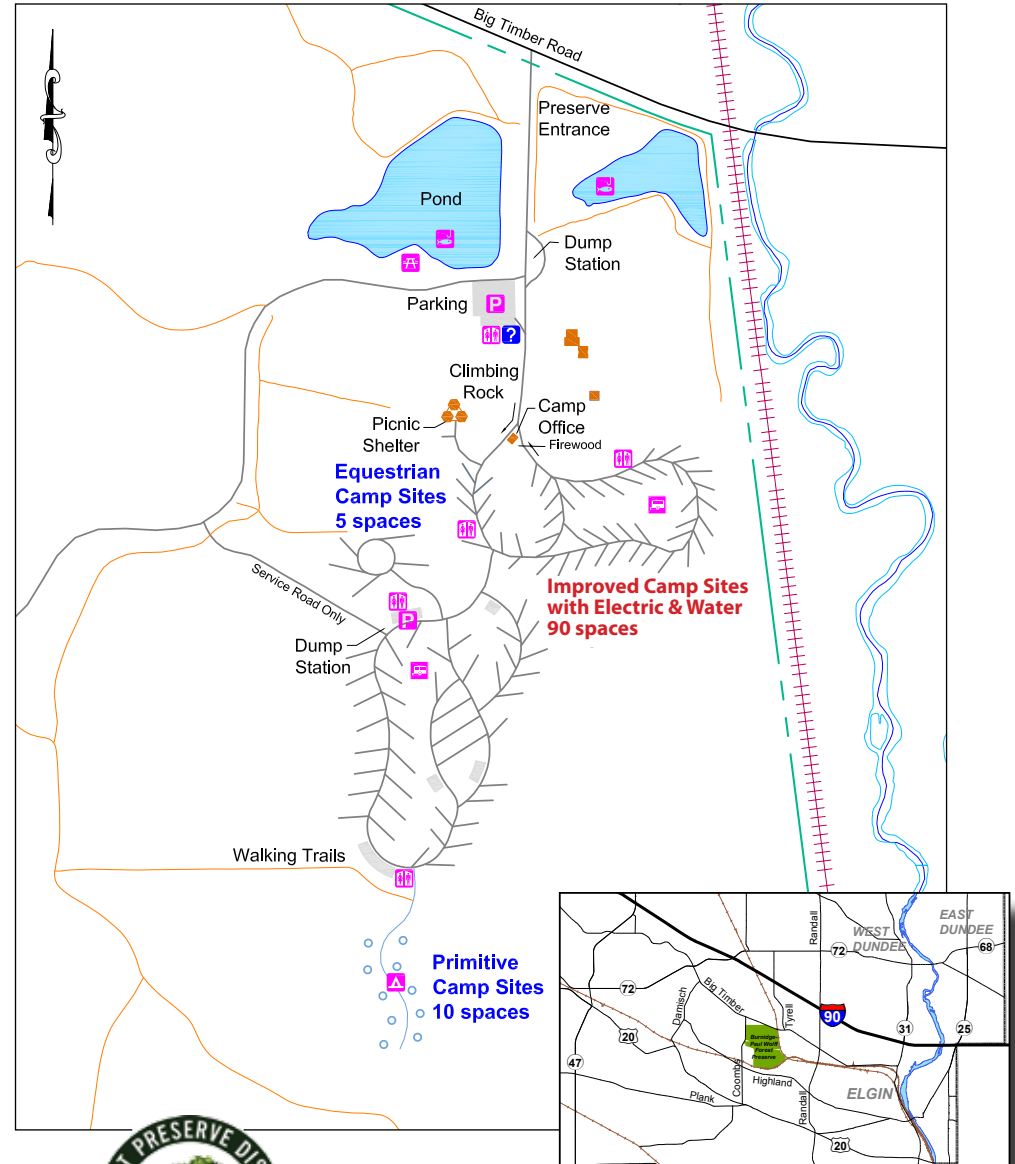 Big Timber Road
Preserve
Entrance
Pond
Dump
Station
Parking
P
?
Climbing
Rock
Camp
Office
Firewood
Picnic
Shelter
Equestrian
Camp Sites
5 spaces
Improved Camp Sites
with Electric & Water
90 spaces
Service Road Only
P
Dump
Station
Walking Trails
Primitive
Camp Sites
10 spaces
EAST
DUNDEE
WEST
DUNDEE
Randall
72
68
72
Big Timber
Damisch
Tyrell
90
31
25
20
47
Burnidge-
Paul Wolff
Forest
Preserve
Coombs
Highland
ELGIN
Plank
Randall
20
T PRESERVE DIS